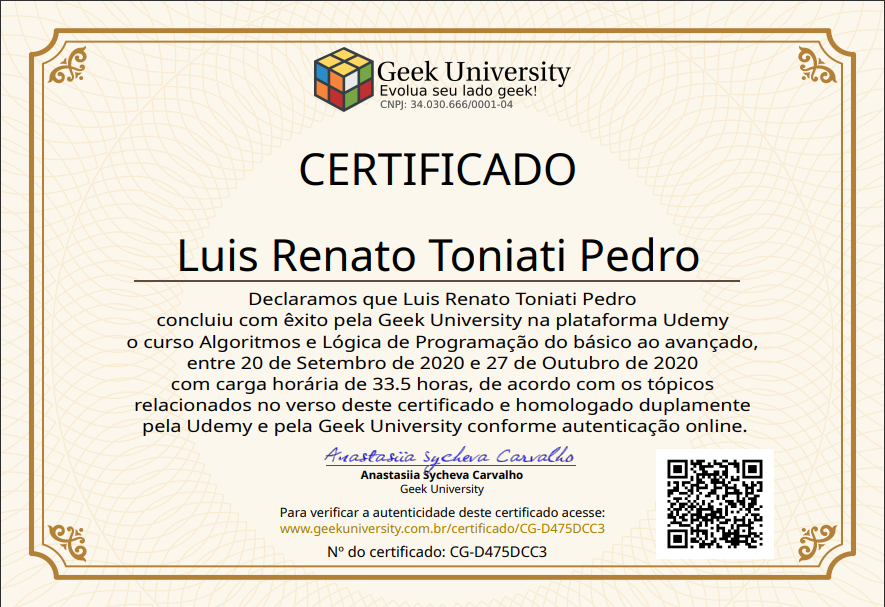 Geek University
Evolua seu lado geek!
CNPJ: 34.030.666/0001-04
CERTIFICADO
Luis Renato Toniati Pedro
Declaramos que Luis Renato Toniati Pedro
concluiu com êxito pela Geek University na plataforma Udemy
o curso Algoritmos e Lógica de Programação do básico ao avançado,
entre 20 de Setembro de 2020 e 27 de Outubro de 2020
com carga horária de 33.5 horas, de acordo com os tópicos
relacionados no verso deste certificado e homologado duplamente
pela Udemy e pela Geek University conforme autenticação online.
Anastasiia Sycheva Carvalho
Anastasiia Sycheva Carvalho
Geek University
Para verificar a autenticidade deste certificado acesse:
www.geekuniversity.com.br/certificado/CG-D475DCC3
Nº do certificado: CG-D475DCC3